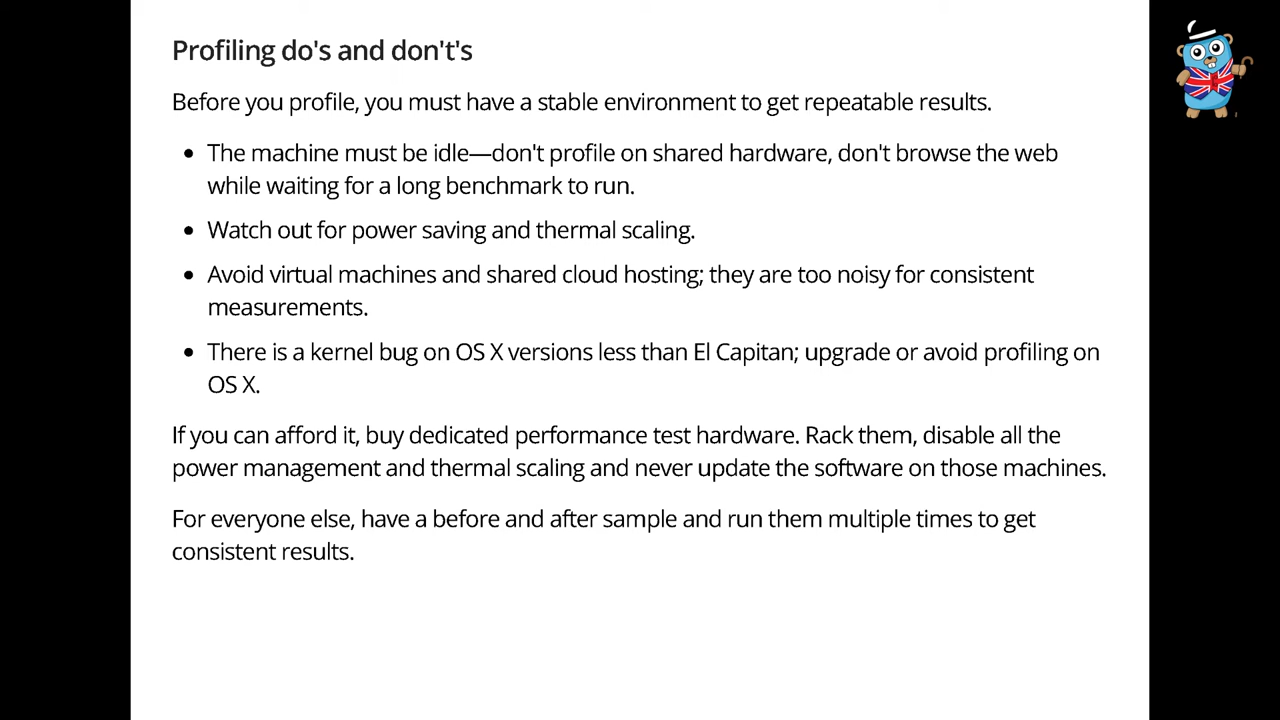 Profiling do's and don't's
Before you profile, you must have a stable environment to get repeatable results.
• The machine must be idle—don't profile on shared hardware, don't browse the web
while waiting for a long benchmark to run.
• Watch out for power saving and thermal scaling.
• Avoid virtual machines and shared cloud hosting; they are too noisy for consistent
measurements.
• There is a kernel bug on OS X versions less than El Capitan; upgrade or avoid profiling on
OS X.
If you can afford it, buy dedicated performance test hardware. Rack them, disable all the
power management and thermal scaling and never update the software on those machines.
For everyone else, have a before and after sample and run them multiple times to get
consistent results.